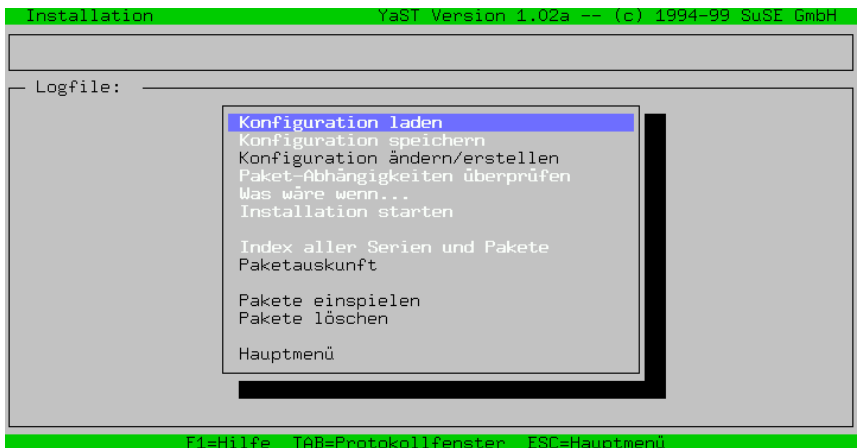 Installation YaST Version 1.02a -- (c) 1994-99 SuSE GmbH
Logfile:
Konfiguration laden
Konfiguration speichern
Konfiguration ändern/erstellen
Paket-Abhängigkeiten überprüfen
Was wäre wenn...
Installation starten
Index aller Serien und Pakete
Paketauskunft
Pakete einspielen
Pakete löschen
Hauptmenü
F1=Hilfe TAB=Protokollfenster ESC=Hauptmenü